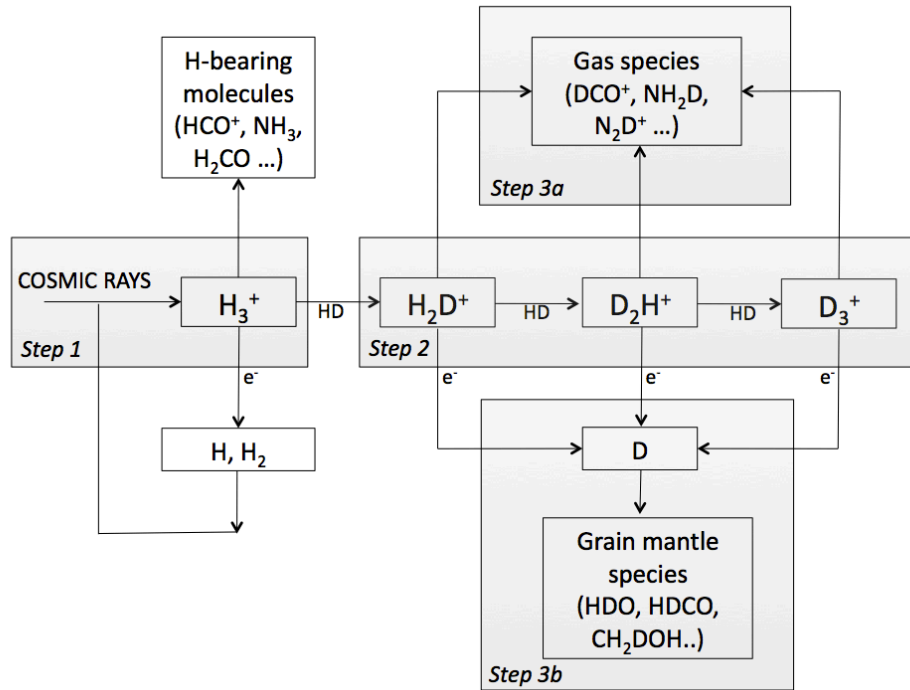 H-bearing
molecules
(HCO⁺, NH₃,
H₂CO ...)
Gas species
(DCO⁺, NH₂D,
N₂D⁺ ...)
Step 3a
COSMIC RAYS
H₃⁺
Step 1
HD
H₂D⁺
HD
D₂H⁺
HD
D₃⁺
Step 2
e⁻
e⁻
e⁻
e⁻
H, H₂
D
Grain mantle
species
(HDO, HDCO,
CH₂DOH..)
Step 3b